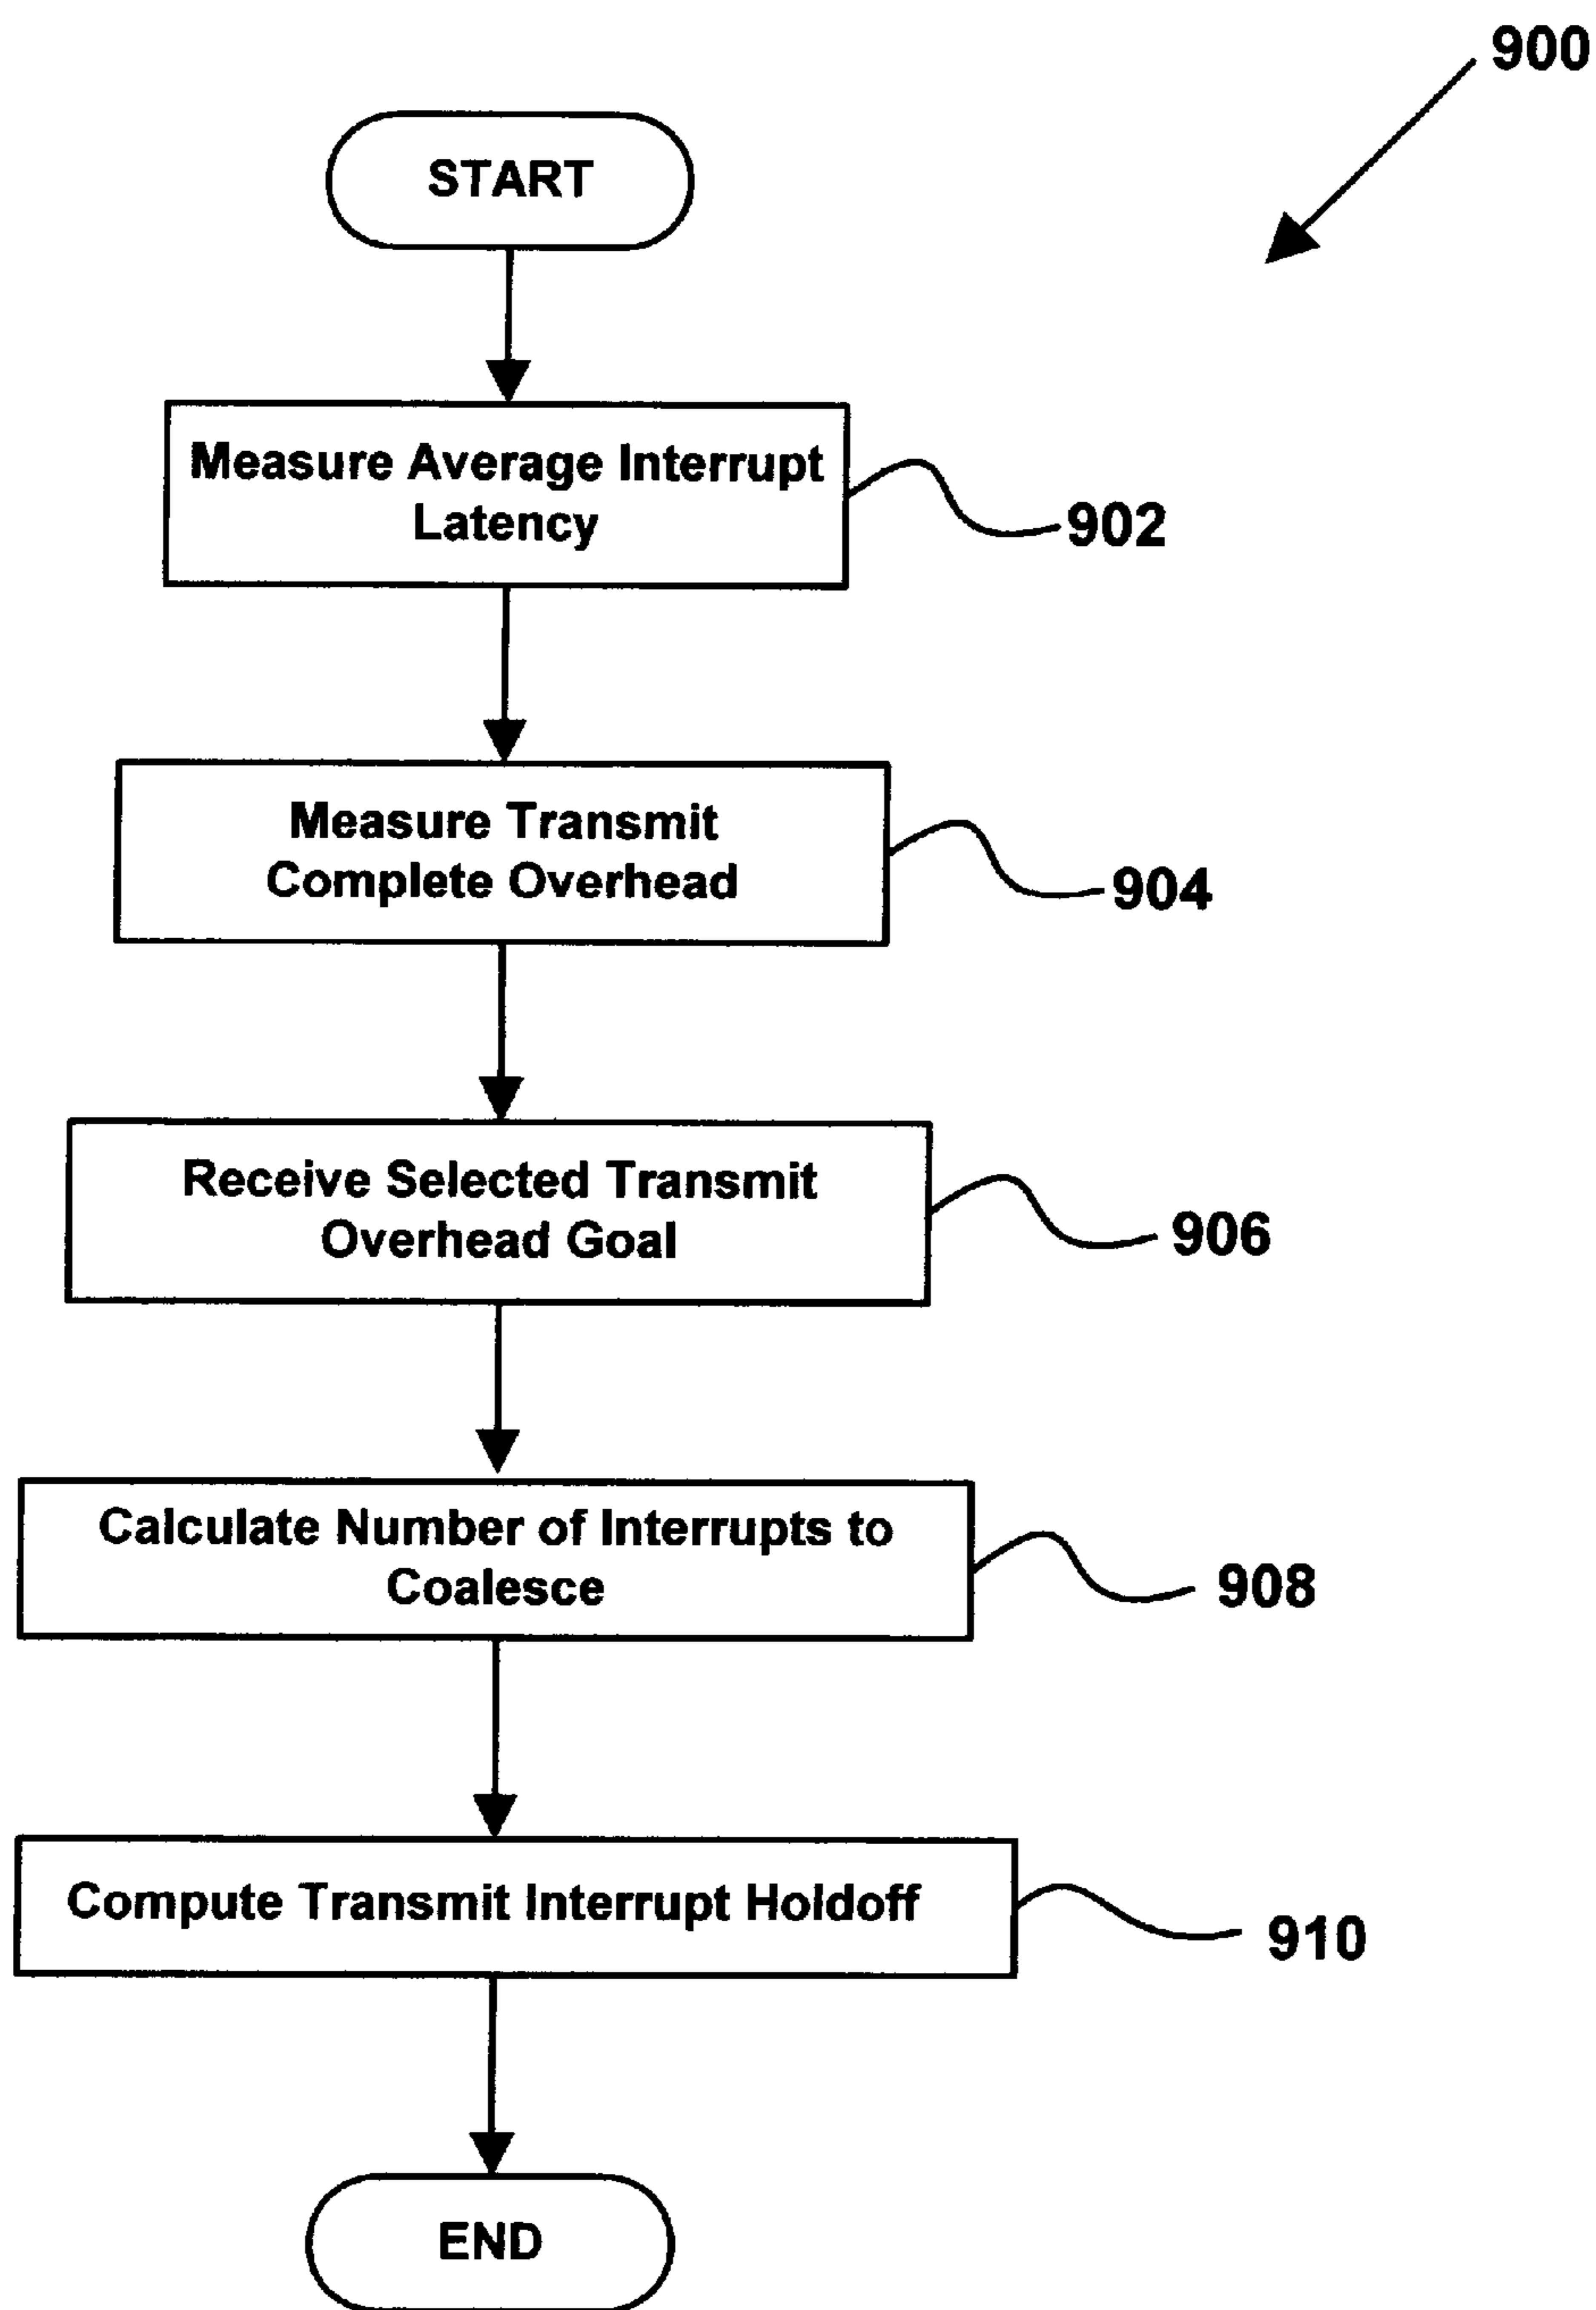 900
START
Measure Average Interrupt
Latency
902
Measure Transmit
Complete Overhead
904
Receive Selected Transmit
Overhead Goal
906
Calculate Number of Interrupts to
Coalesce
908
Compute Transmit Interrupt Holdoff
910
END